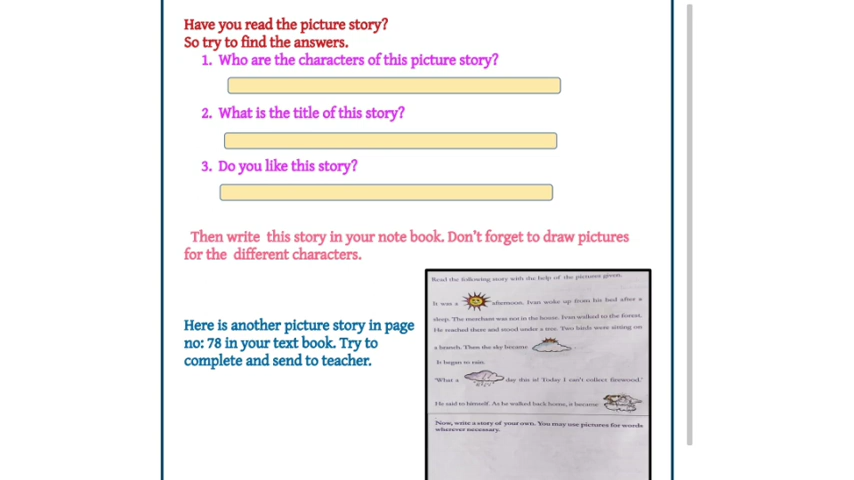 Have you read the picture story?
So try to find the answers.
1. Who are the characters of this picture story?
2. What is the title of this story?
3. Do you like this story?
Then write this story in your note book. Don't forget to draw pictures
for the different characters.
Here is another picture story in page
no: 78 in your text book. Try to
complete and send to teacher.
Read the following story with the help of the pictures given.
It was a afternoon. Ivan woke up from his bed after a
sleep. The merchant was not in the house. Ivan walked to the forest.
He reached there and stood under a tree. Two birds were sitting on
a branch. Then the sky became .
It began to rain.
'What a day this is! Today I can't collect firewood.'
He said to himself. As he walked back home, it became
Now, write a story of your own. You may use pictures for words
wherever necessary.